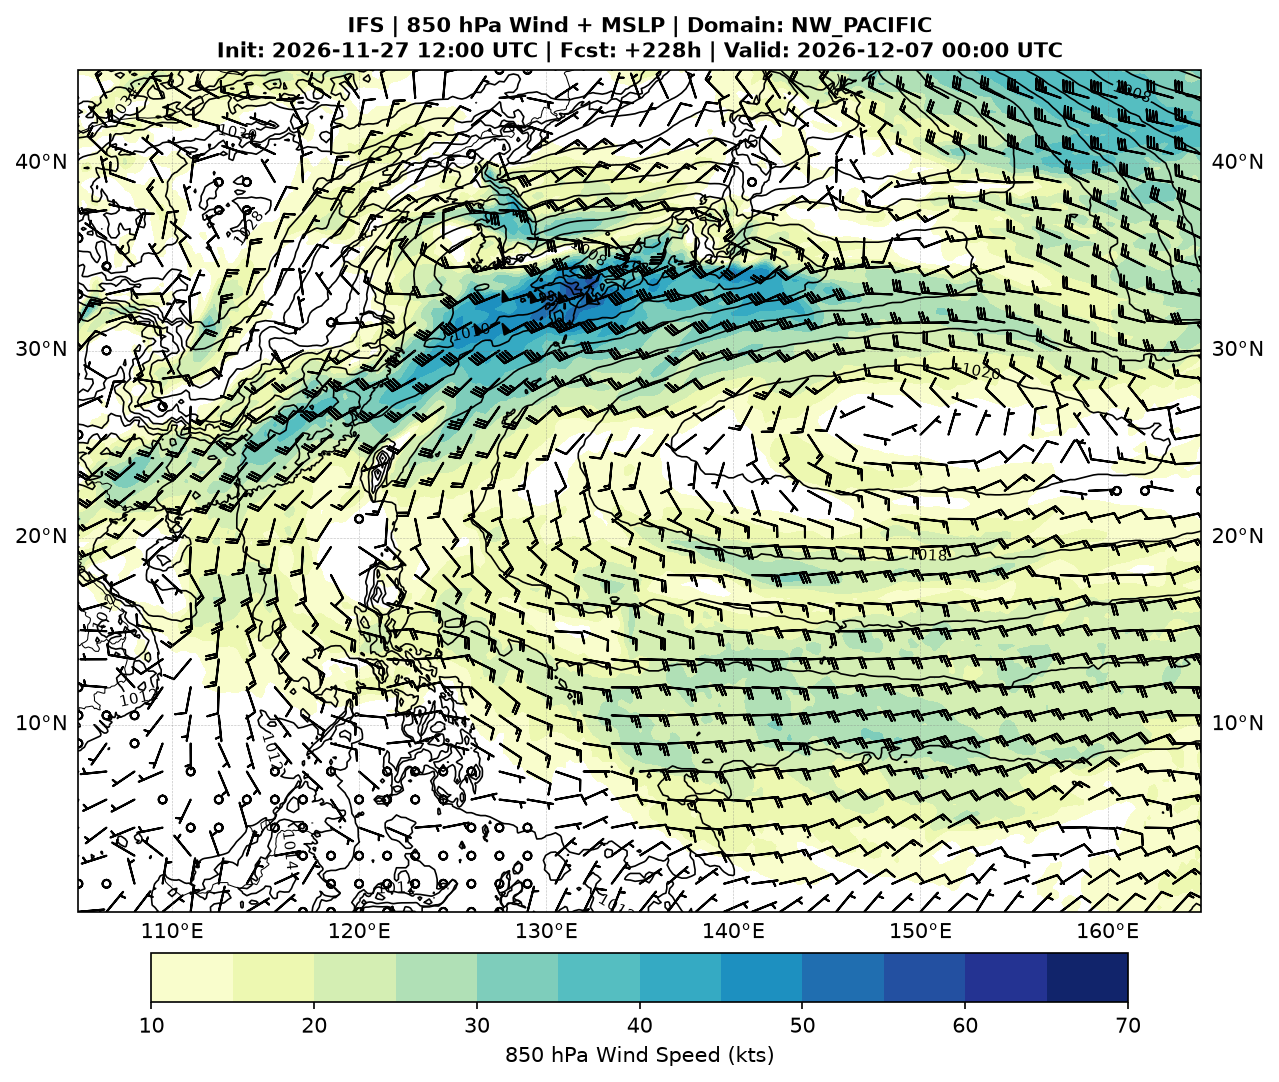 IFS | 850 hPa Wind + MSLP | Domain: NW_PACIFIC
Init: 2026-11-27 12:00 UTC | Fcst: +228h | Valid: 2026-12-07 00:00 UTC
40°N 40°N
30°N 30°N
20°N 20°N
10°N 10°N
1028
1008
1010
1020
1018
110°E 120°E 130°E 140°E 150°E 160°E
10 20 30 40 50 60 70
850 hPa Wind Speed (kts)